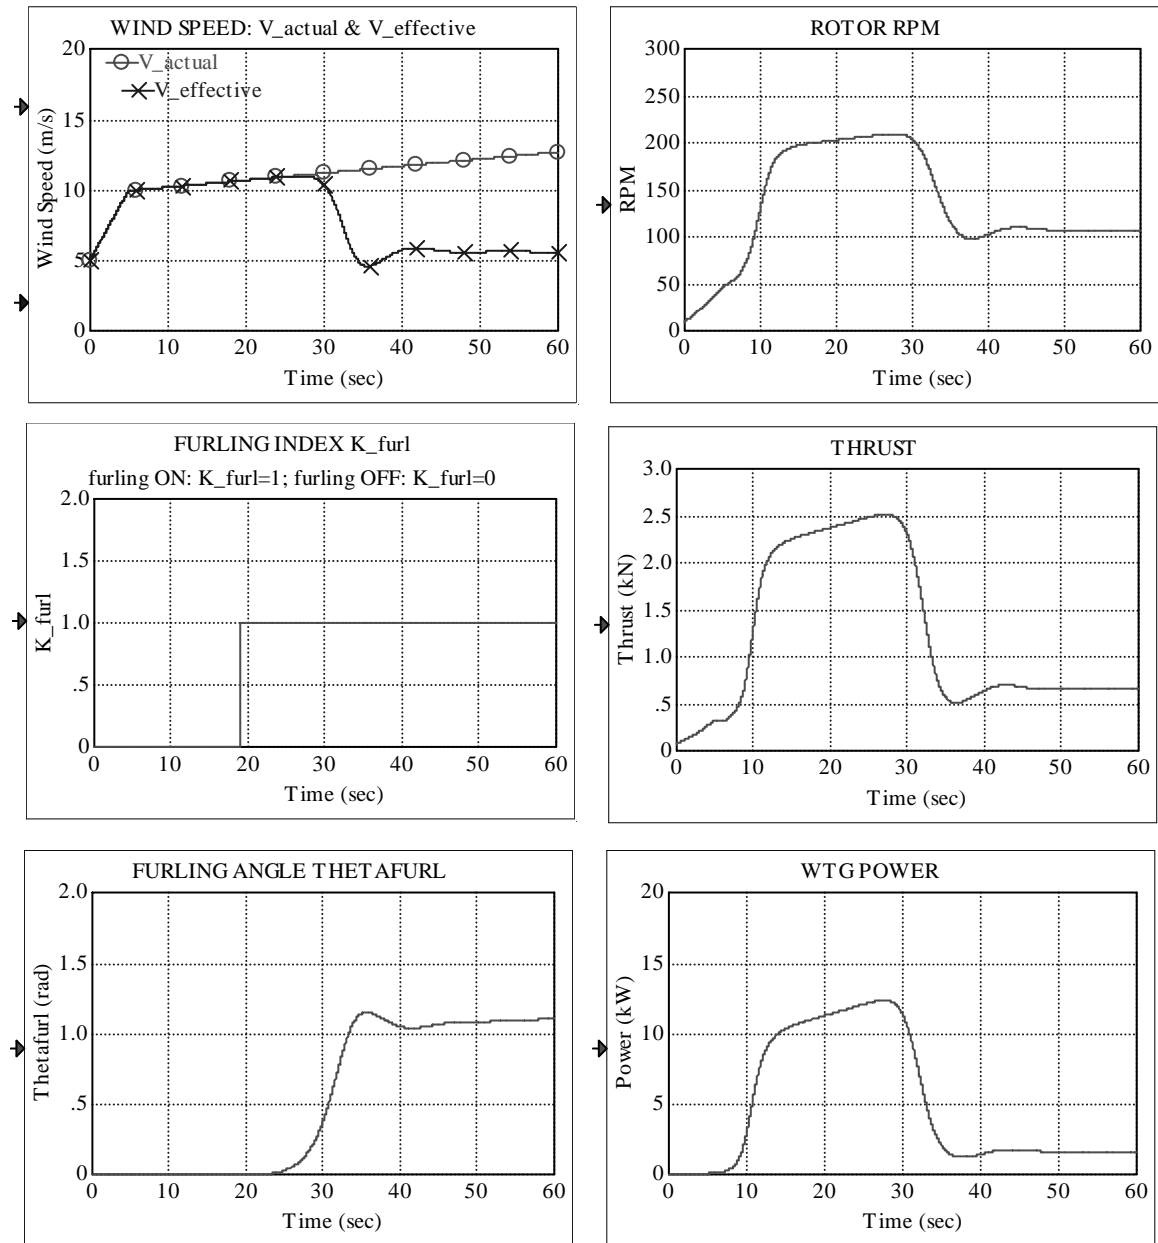 WIND SPEED: V_actual & V_effective
20
15
10
5
0
Wind Speed (m/s)
V_actual
V_effective
0 10 20 30 40 50 60
Time (sec)
ROTOR RPM
300
250
200
150
100
50
0
RPM
0 10 20 30 40 50 60
Time (sec)
FURLING INDEX K_furl
furling ON: K_furl=1; furling OFF: K_furl=0
2.0
1.5
1.0
.5
0
K_furl
0 10 20 30 40 50 60
Time (sec)
THRUST
3.0
2.5
2.0
1.5
1.0
.5
0
Thrust (kN)
0 10 20 30 40 50 60
Time (sec)
FURLING ANGLE THETAFURL
2.0
1.5
1.0
.5
0
Thetafurl (rad)
0 10 20 30 40 50 60
Time (sec)
WTG POWER
20
15
10
5
0
Power (kW)
0 10 20 30 40 50 60
Time (sec)